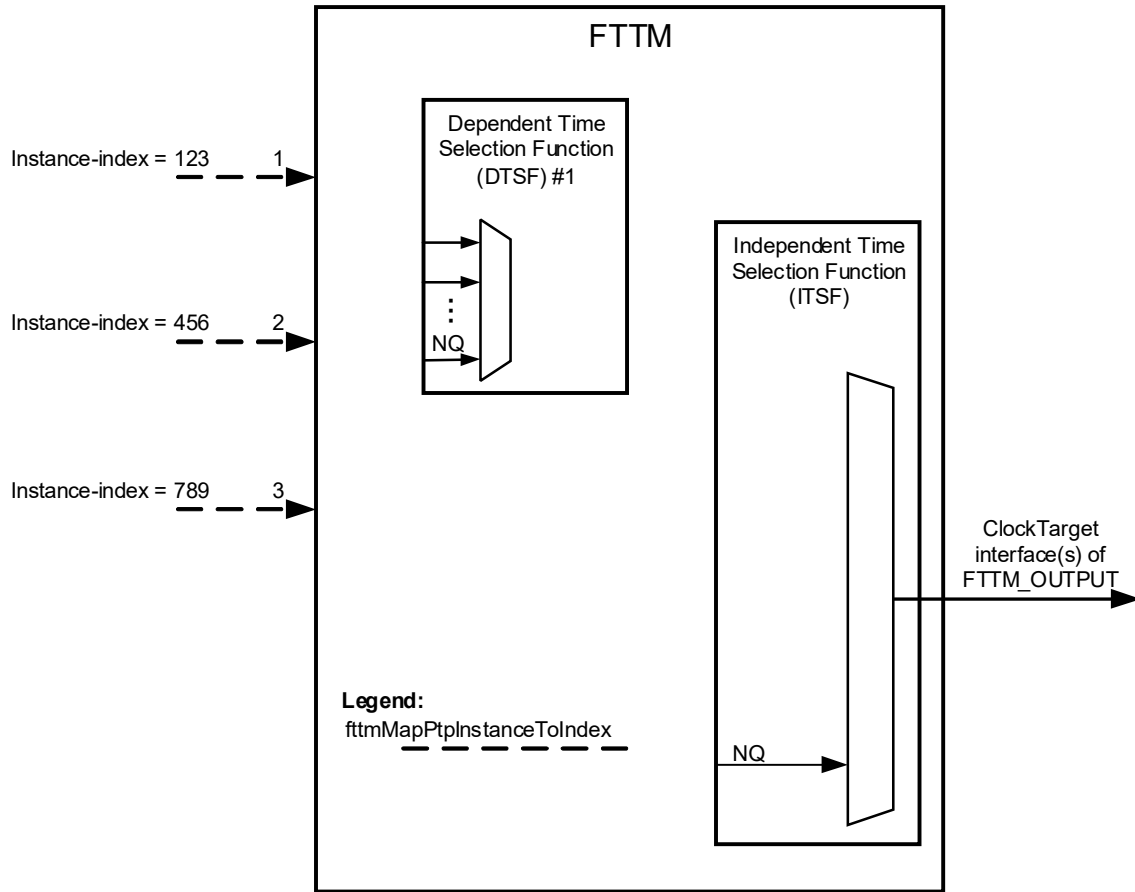 FTTM
Dependent Time
Selection Function
(DTSF) #1
Instance-index = 123 1
Independent Time
Selection Function
(ITSF)
Instance-index = 456 2
⋮
NQ
Instance-index = 789 3
ClockTarget
interface(s) of
FTTM_OUTPUT
Legend:
fttmMapPtpInstanceToIndex
NQ